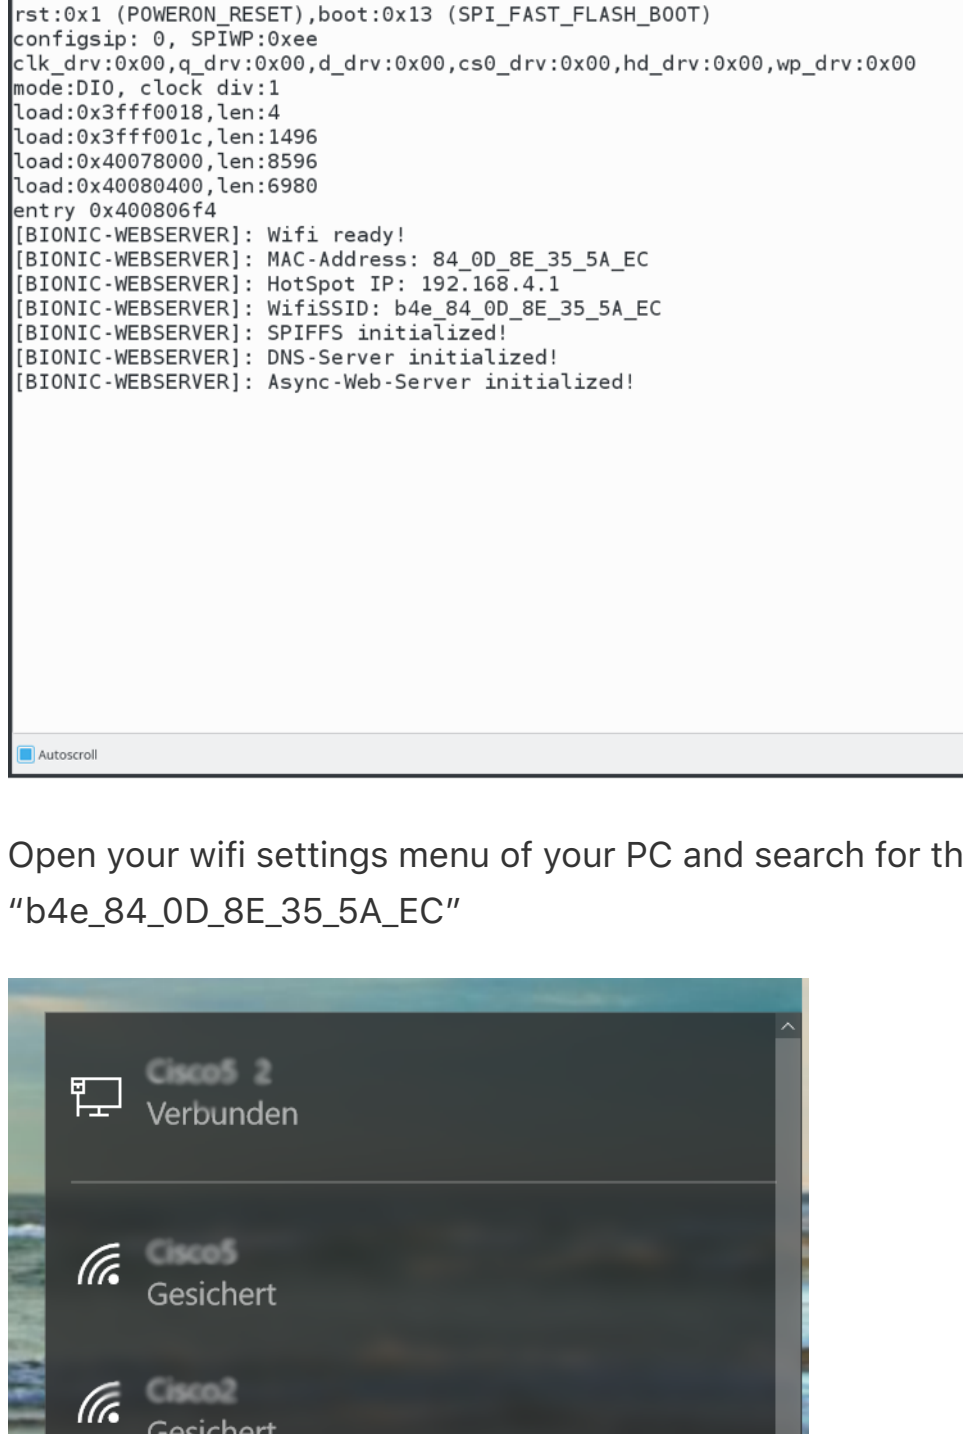 rst:0x1 (POWERON_RESET),boot:0x13 (SPI_FAST_FLASH_BOOT)
configsip: 0, SPIWP:0xee
clk_drv:0x00,q_drv:0x00,d_drv:0x00,cs0_drv:0x00,hd_drv:0x00,wp_drv:0x00
mode:DIO, clock div:1
load:0x3fff0018,len:4
load:0x3fff001c,len:1496
load:0x40078000,len:8596
load:0x40080400,len:6980
entry 0x400806f4
[BIONIC-WEBSERVER]: Wifi ready!
[BIONIC-WEBSERVER]: MAC-Address: 84_0D_8E_35_5A_EC
[BIONIC-WEBSERVER]: HotSpot IP: 192.168.4.1
[BIONIC-WEBSERVER]: WifiSSID: b4e_84_0D_8E_35_5A_EC
[BIONIC-WEBSERVER]: SPIFFS initialized!
[BIONIC-WEBSERVER]: DNS-Server initialized!
[BIONIC-WEBSERVER]: Async-Web-Server initialized!
Autoscroll
Open your wifi settings menu of your PC and search for th
“b4e_84_0D_8E_35_5A_EC”
Cisco5 2
Verbunden
Cisco5
Gesichert
Cisco2
Gesichert